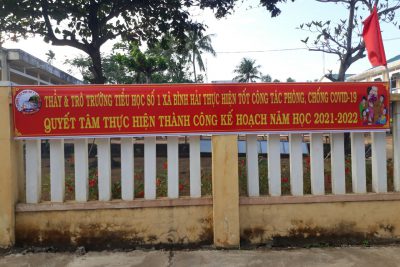 THẦY & TRÒ TRƯỜNG TIỂU HỌC SỐ 1 XÃ BÌNH HẢI THỰC HIỆN TỐT CÔNG TÁC PHÒNG, CHỐNG COVID-19
QUYẾT TÂM THỰC HIỆN THÀNH CÔNG KẾ HOẠCH NĂM HỌC 2021-2022